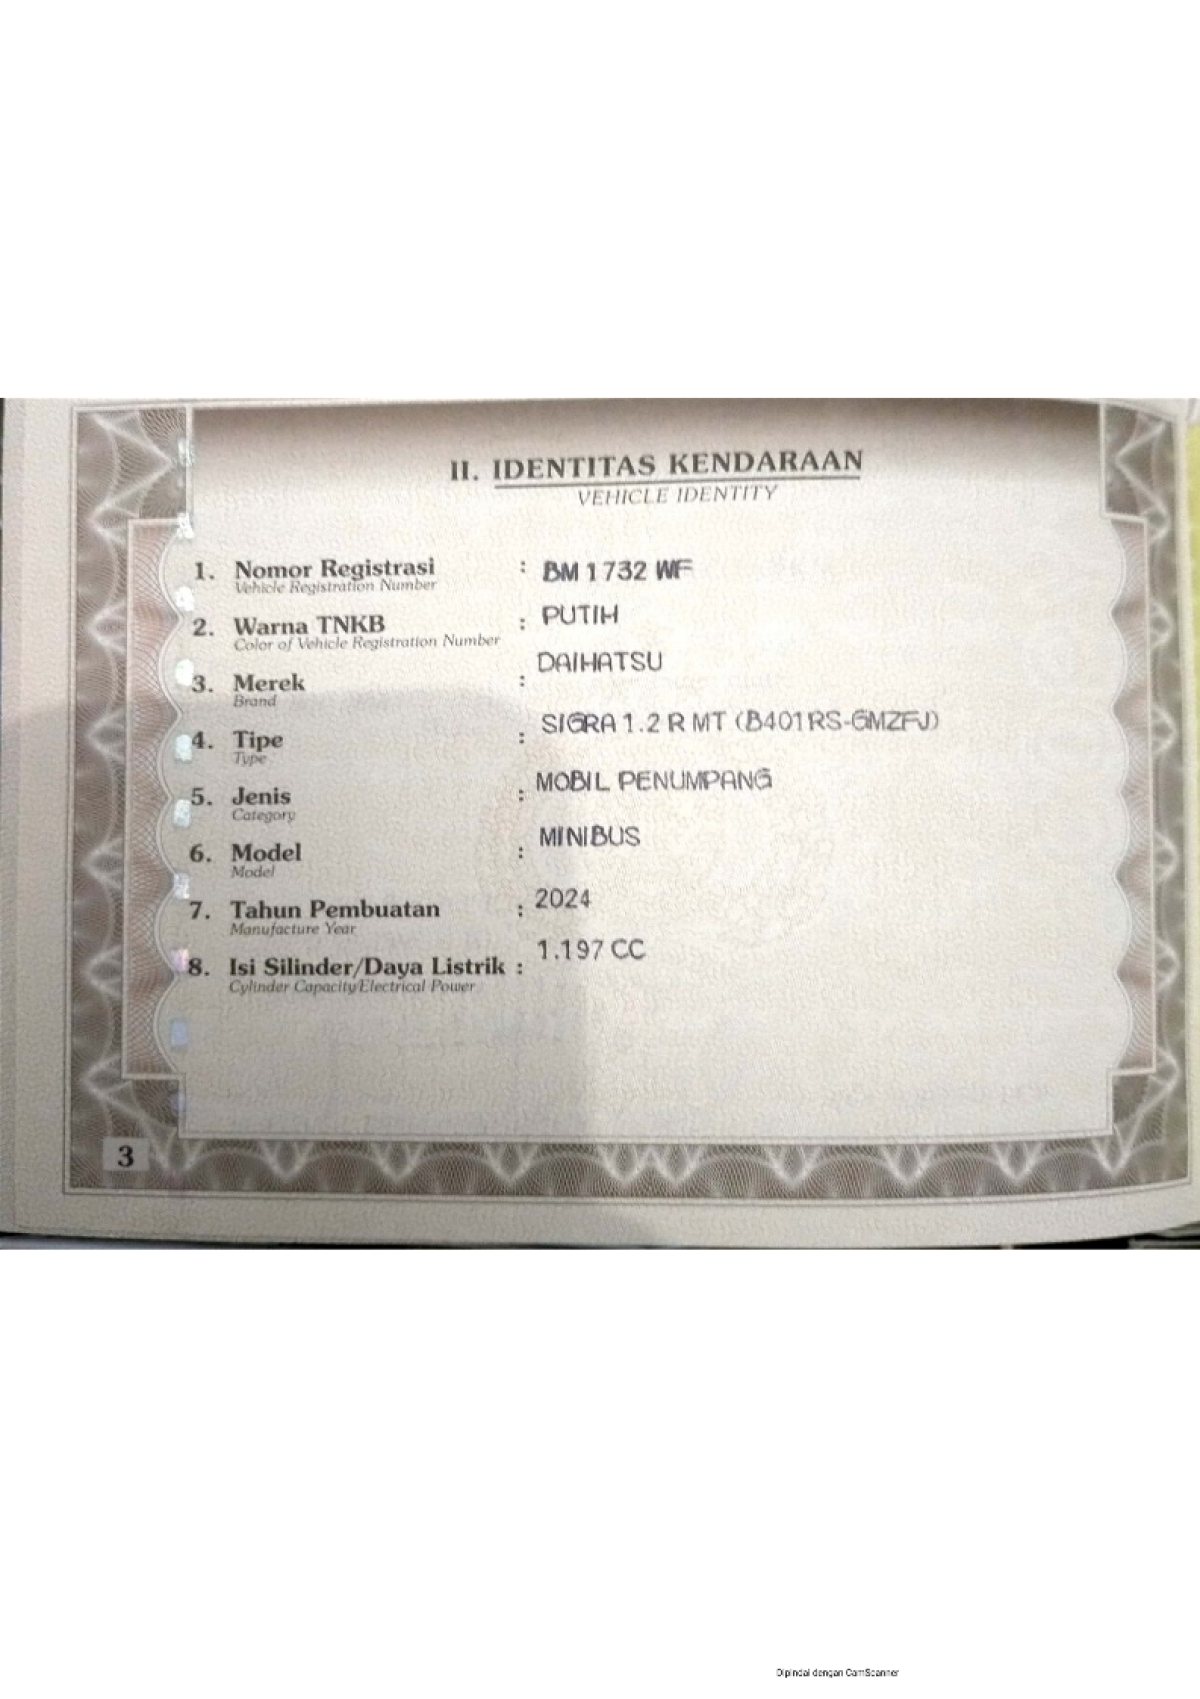 II. IDENTITAS KENDARAAN
VEHICLE IDENTITY
1. Nomor Registrasi : BM 1732 WF
Vehicle Registration Number
2. Warna TNKB : PUTIH
Color of Vehicle Registration Number
3. Merek : DAIHATSU
Brand
4. Tipe : SIGRA 1.2 R MT (B401RS-GMZFJ)
Type
5. Jenis : MOBIL PENUMPANG
Category
6. Model : MINIBUS
Model
7. Tahun Pembuatan : 2024
Manufacture Year
8. Isi Silinder/Daya Listrik : 1.197 CC
Cylinder Capacity/Electrical Power
3
Dipindai dengan CamScanner